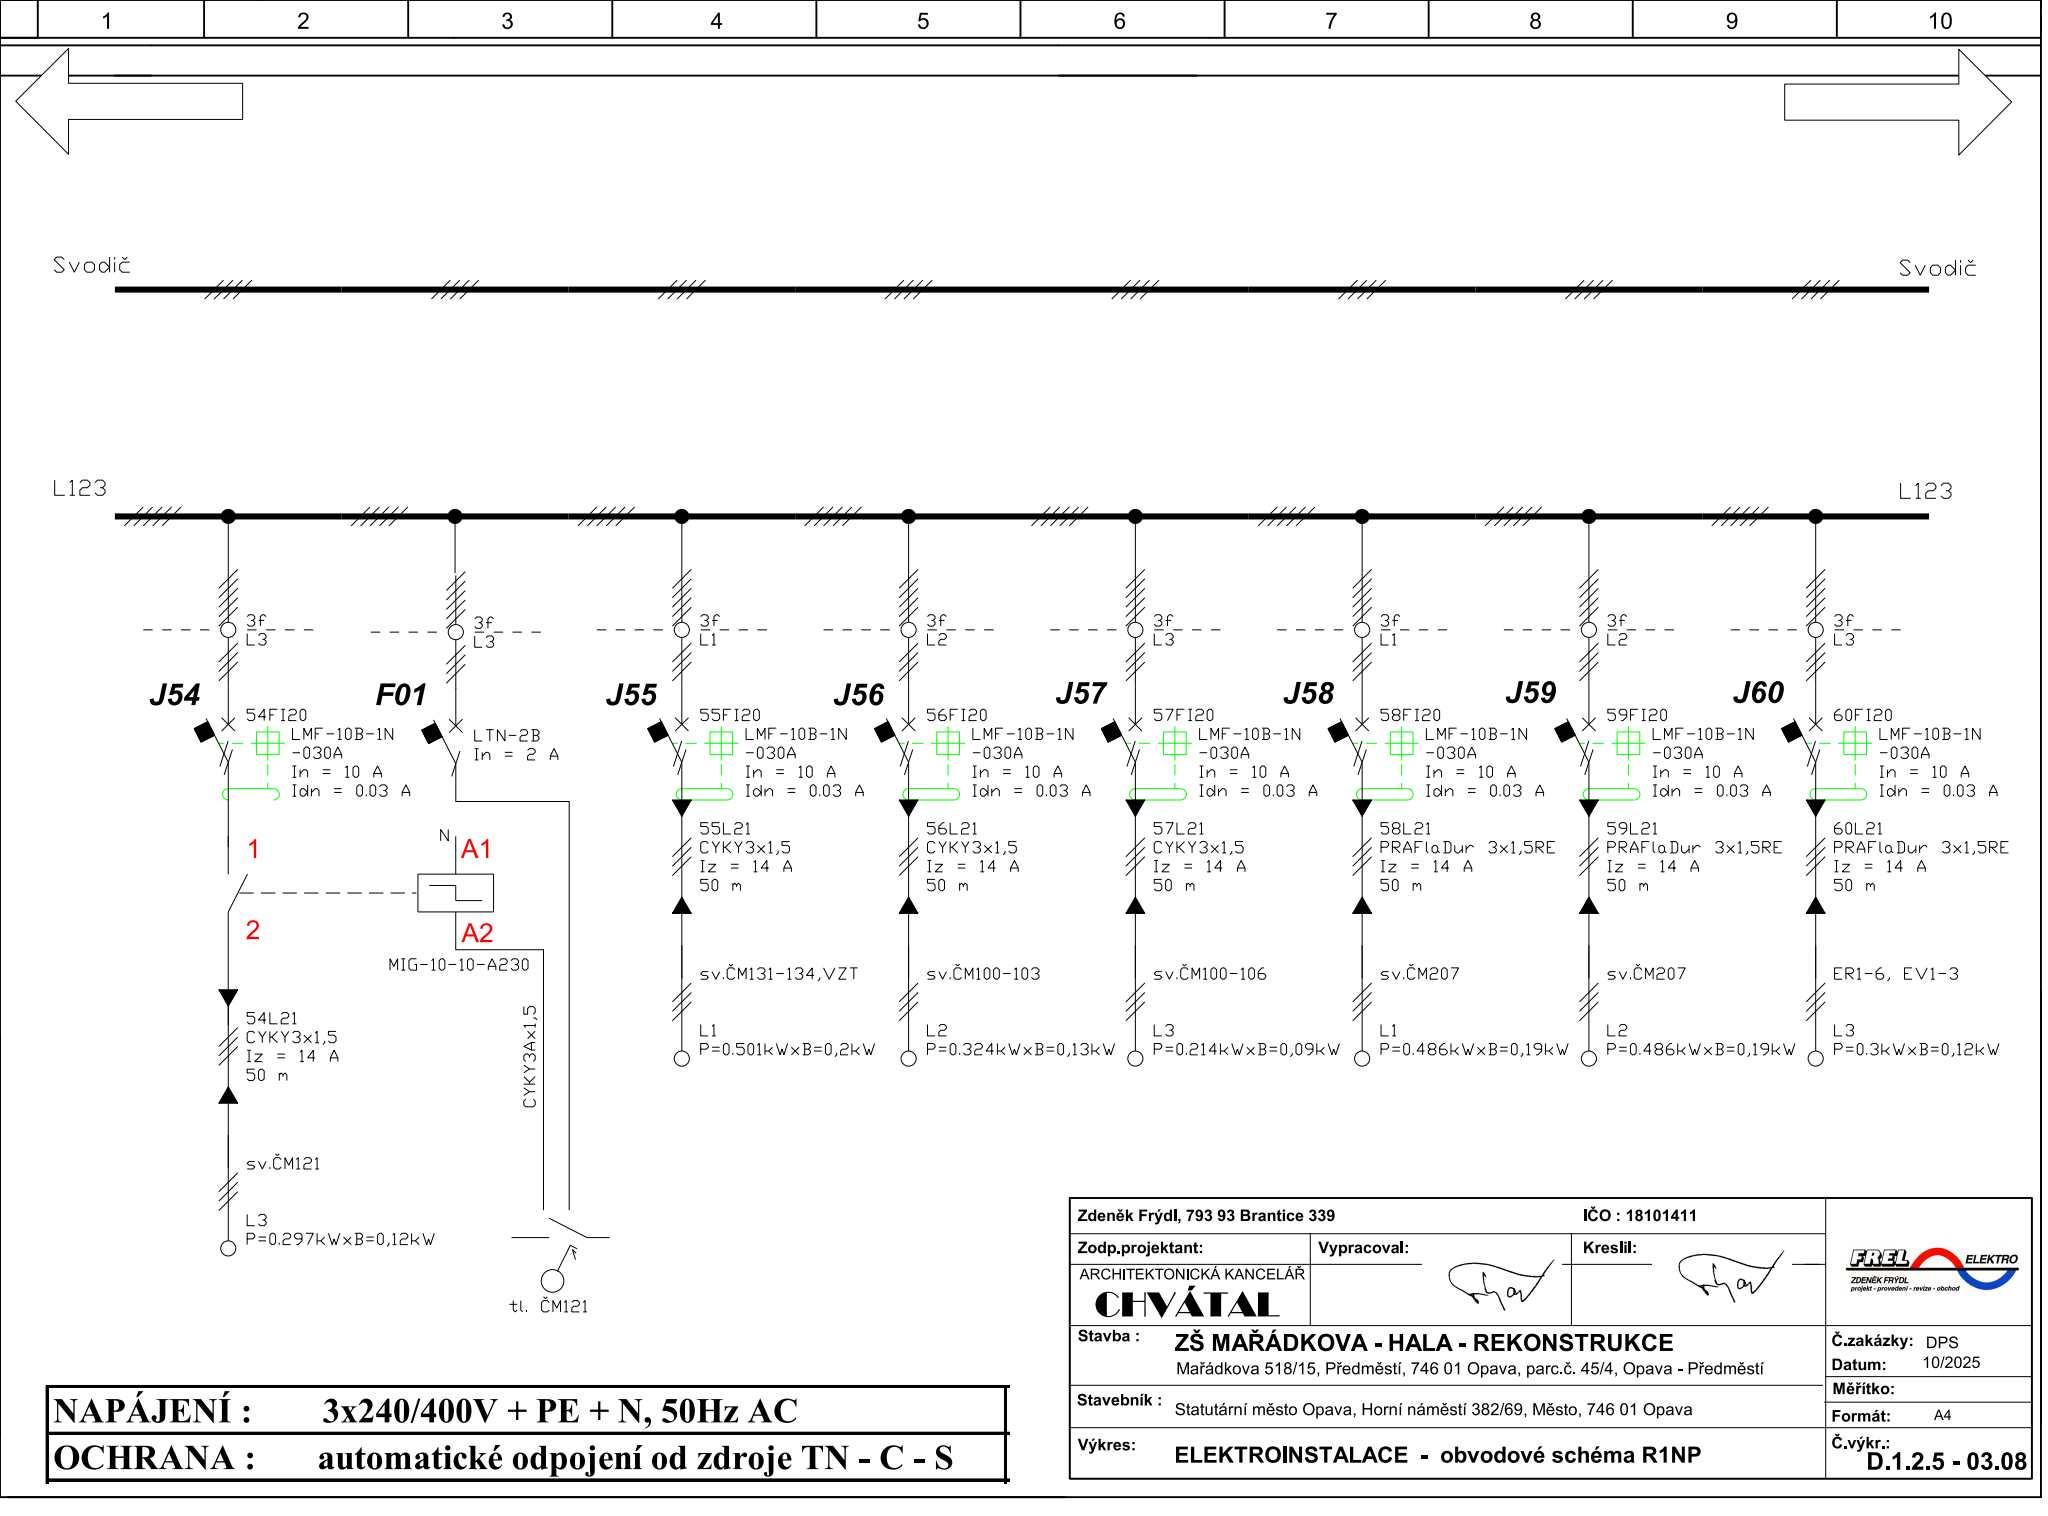 1 2 3 4 5 6 7 8 9 10
Svodič Svodič
L123 L123
3f 3f 3f 3f 3f 3f 3f 3f
L3 L3 L1 L2 L3 L1 L2 L3
J54 F01 J55 J56 J57 J58 J59 J60
54FI20
LMF-10B-1N
-030A
In = 10 A
Idn = 0.03 A
1
2
54L21
CYKY3x1,5
Iz = 14 A
50 m
sv.ČM121
L3
P=0.297kWxB=0,12kW
LTN-2B
In = 2 A
N
A1
A2
MIG-10-10-A230
CYKY3Ax1,5
tl. ČM121
55FI20
LMF-10B-1N
-030A
In = 10 A
Idn = 0.03 A
55L21
CYKY3x1,5
Iz = 14 A
50 m
sv.ČM131-134,VZT
L1
P=0.501kWxB=0,2kW
56FI20
LMF-10B-1N
-030A
In = 10 A
Idn = 0.03 A
56L21
CYKY3x1,5
Iz = 14 A
50 m
sv.ČM100-103
L2
P=0.324kWxB=0,13kW
57FI20
LMF-10B-1N
-030A
In = 10 A
Idn = 0.03 A
57L21
CYKY3x1,5
Iz = 14 A
50 m
sv.ČM100-106
L3
P=0.214kWxB=0,09kW
58FI20
LMF-10B-1N
-030A
In = 10 A
Idn = 0.03 A
58L21
PRAFlaDur 3x1,5RE
Iz = 14 A
50 m
sv.ČM207
L1
P=0.486kWxB=0,19kW
59FI20
LMF-10B-1N
-030A
In = 10 A
Idn = 0.03 A
59L21
PRAFlaDur 3x1,5RE
Iz = 14 A
50 m
sv.ČM207
L2
P=0.486kWxB=0,19kW
60FI20
LMF-10B-1N
-030A
In = 10 A
Idn = 0.03 A
60L21
PRAFlaDur 3x1,5RE
Iz = 14 A
50 m
ER1-6, EV1-3
L3
P=0.3kWxB=0,12kW
NAPÁJENÍ : 3x240/400V + PE + N, 50Hz AC
OCHRANA : automatické odpojení od zdroje TN - C - S
Zdeněk Frýdl, 793 93 Brantice 339 IČO : 18101411
Zodp.projektant: Vypracoval: Kreslil:
ARCHITEKTONICKÁ KANCELÁŘ
CHVÁTAL
FREL ELEKTRO
ZDENĚK FRÝDL
projekt - provedení - revize - obchod
Stavba : ZŠ MAŘÁDKOVA - HALA - REKONSTRUKCE
Mařádkova 518/15, Předměstí, 746 01 Opava, parc.č. 45/4, Opava - Předměstí
Stavebník : Statutární město Opava, Horní náměstí 382/69, Město, 746 01 Opava
Výkres: ELEKTROINSTALACE - obvodové schéma R1NP
Č.zakázky: DPS
Datum: 10/2025
Měřítko:
Formát: A4
Č.výkr.:
D.1.2.5 - 03.08